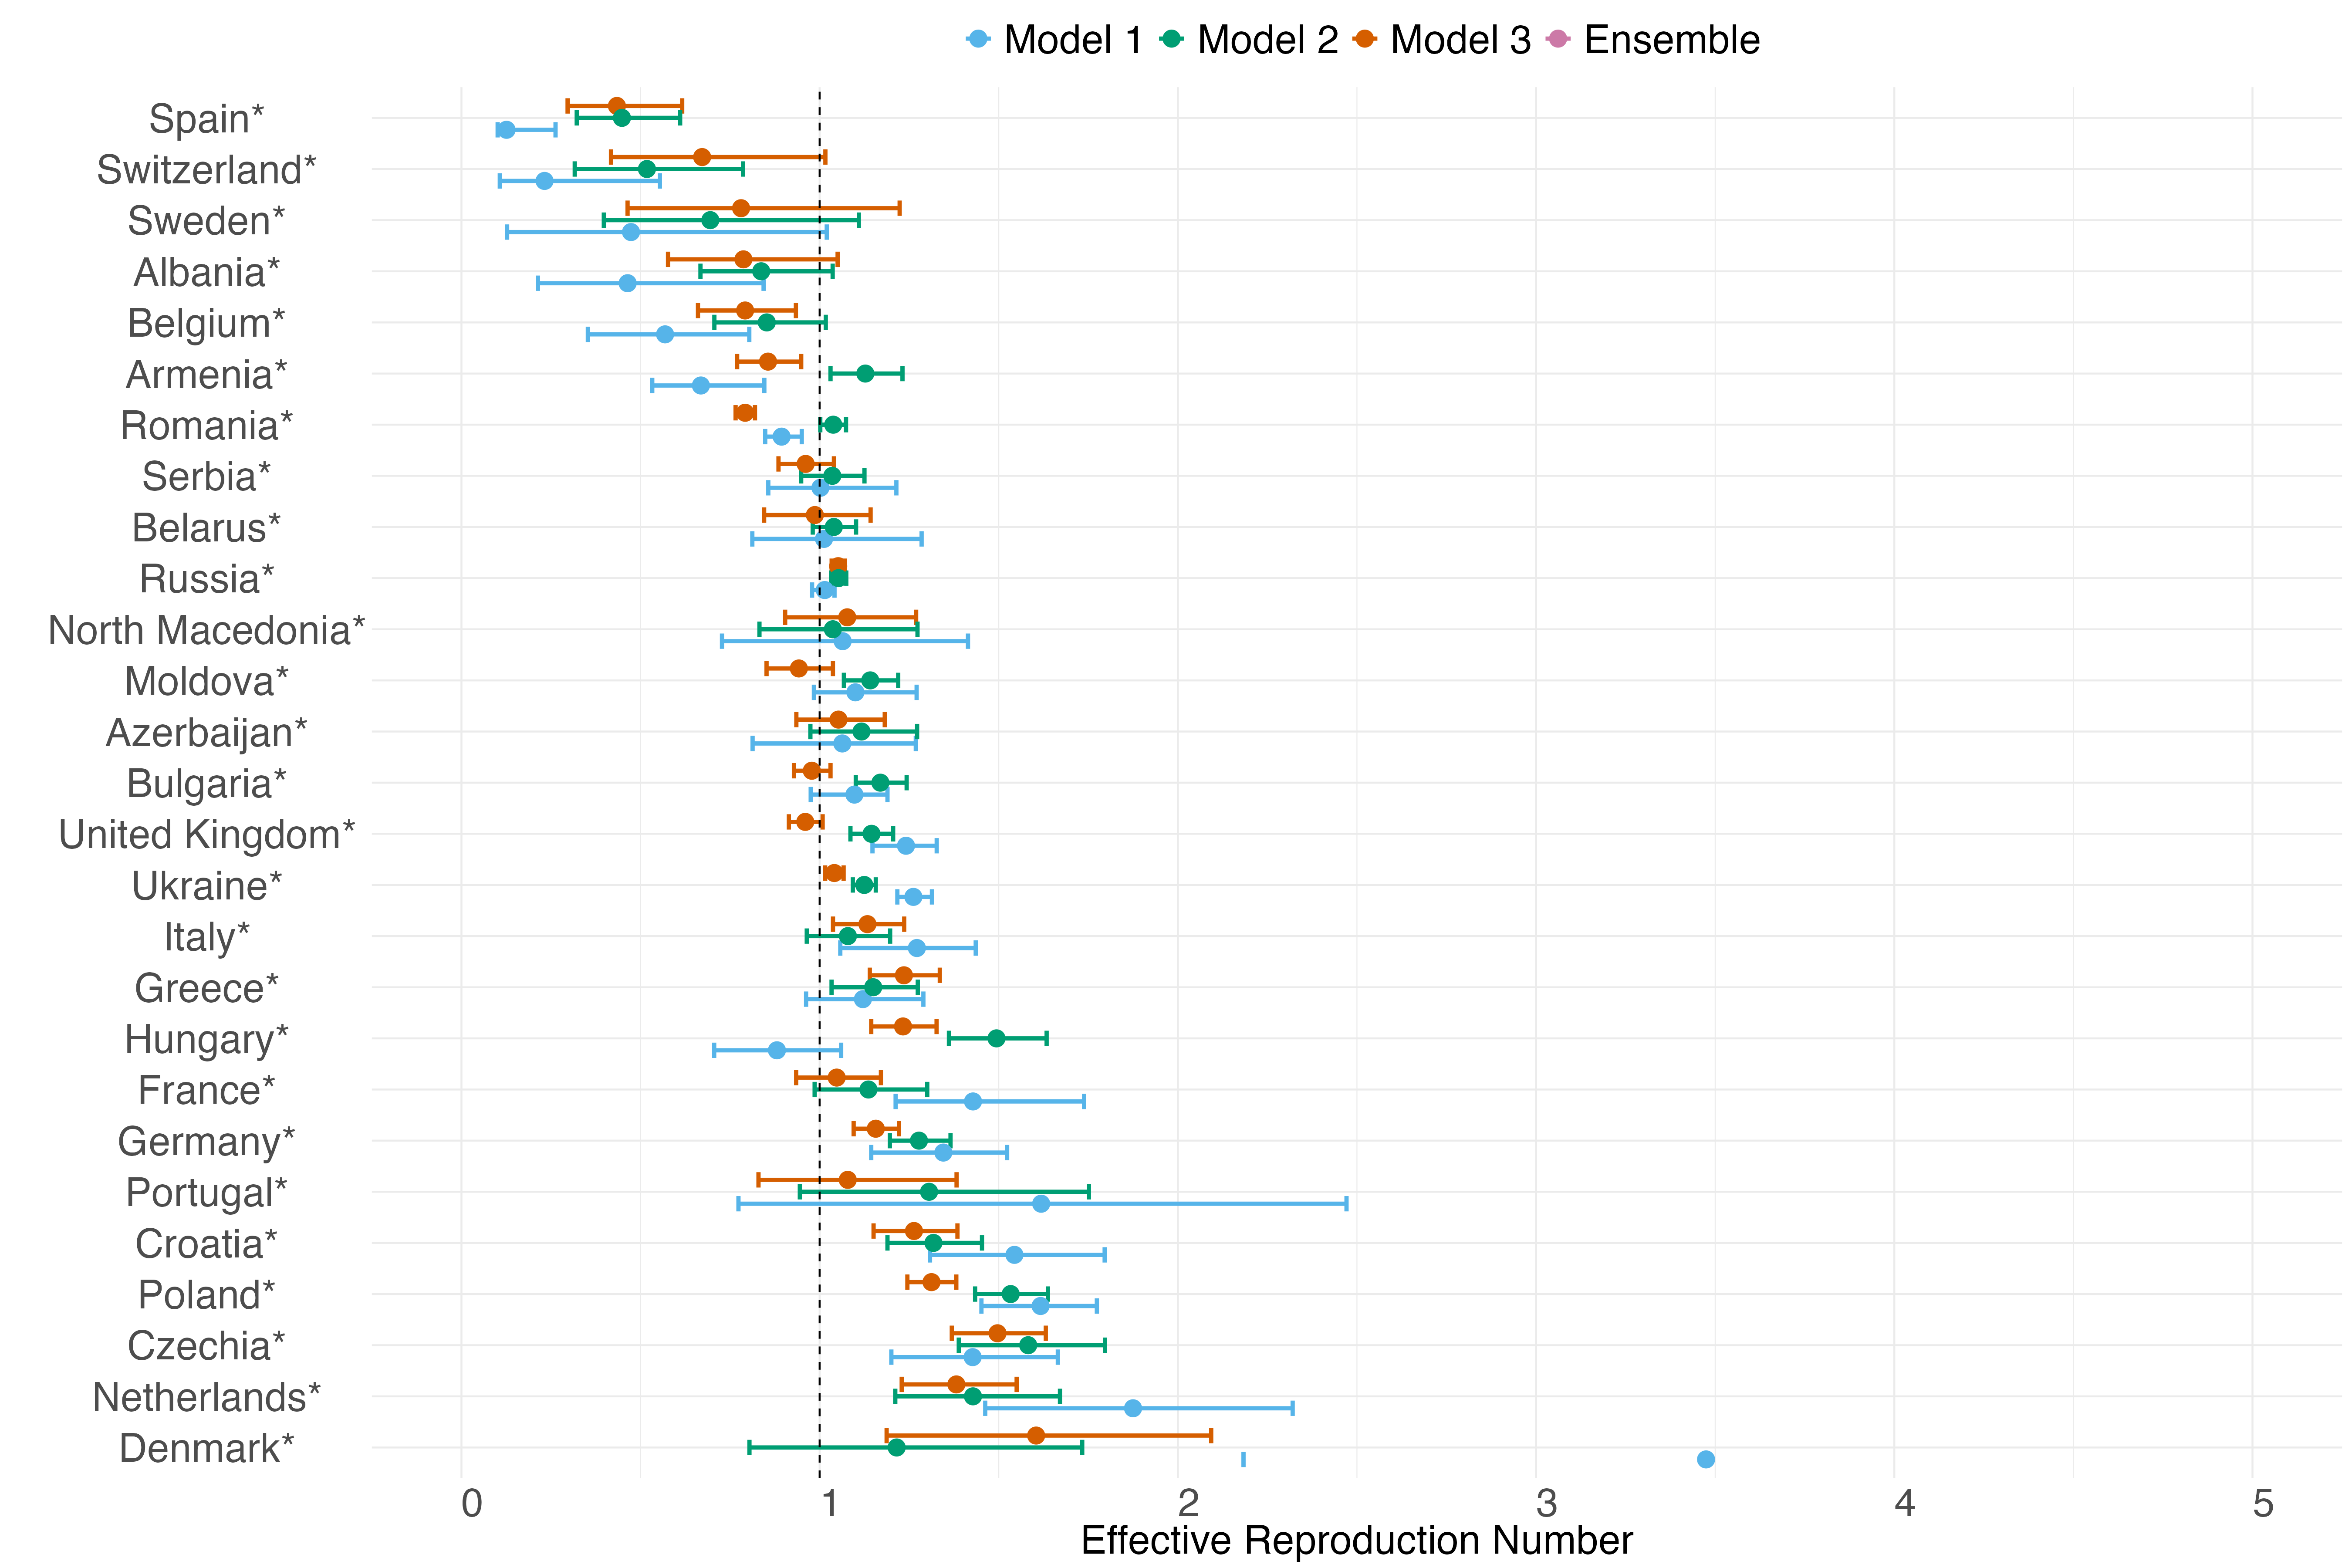 Model 1 Model 2 Model 3 Ensemble
Spain*
Switzerland*
Sweden*
Albania*
Belgium*
Armenia*
Romania*
Serbia*
Belarus*
Russia*
North Macedonia*
Moldova*
Azerbaijan*
Bulgaria*
United Kingdom*
Ukraine*
Italy*
Greece*
Hungary*
France*
Germany*
Portugal*
Croatia*
Poland*
Czechia*
Netherlands*
Denmark*
0 1 2 3 4 5
Effective Reproduction Number